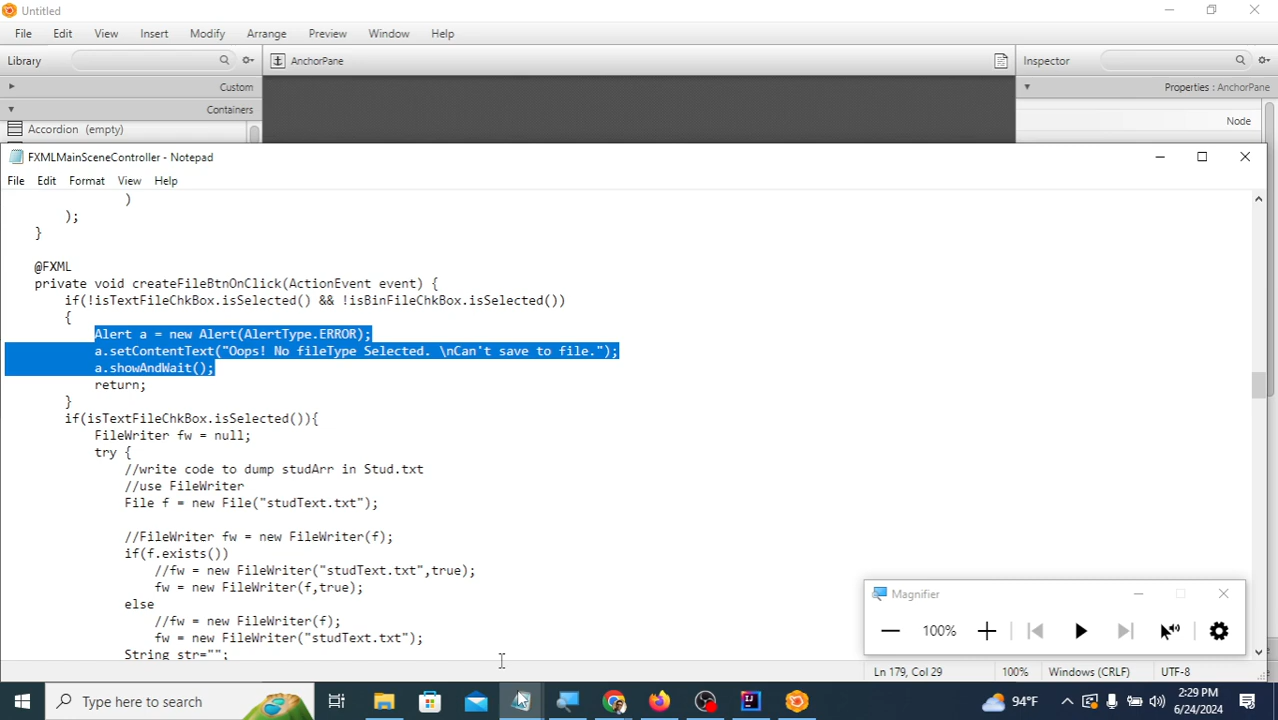 Untitled
File Edit View Insert Modify Arrange Preview Window Help
Library
AnchorPane
Inspector
Custom
Properties : AnchorPane
Containers
Node
Accordion (empty)
FXMLMainSceneController - Notepad
File Edit Format View Help
)
);
}
@FXML
private void createFileBtnOnClick(ActionEvent event) {
if(!isTextFileChkBox.isSelected() && !isBinFileChkBox.isSelected())
{
Alert a = new Alert(AlertType.ERROR);
a.setContentText("Oops! No fileType Selected. \nCan't save to file.");
a.showAndWait();
return;
}
if(isTextFileChkBox.isSelected()){
FileWriter fw = null;
try {
//write code to dump studArr in Stud.txt
//use FileWriter
File f = new File("studText.txt");
//FileWriter fw = new FileWriter(f);
if(f.exists())
//fw = new FileWriter("studText.txt",true);
fw = new FileWriter(f,true);
else
//fw = new FileWriter(f);
fw = new FileWriter("studText.txt");
String str="";
Magnifier
100%
Ln 179, Col 29 100% Windows (CRLF) UTF-8
Type here to search
94°F
2:29 PM
6/24/2024